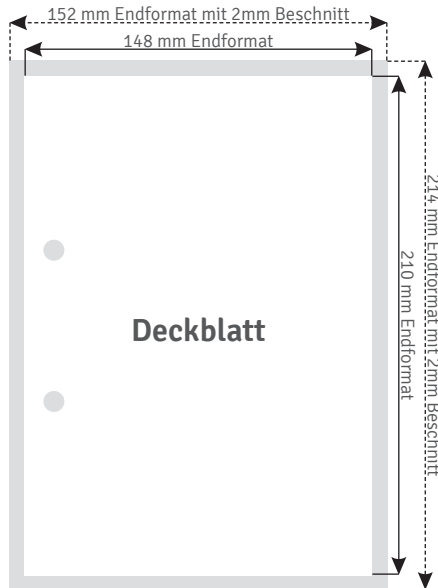 152 mm Endformat mit 2mm Beschnitt
148 mm Endformat
214 mm Endformat mit 2mm Beschnitt
210 mm Endformat
Deckblatt